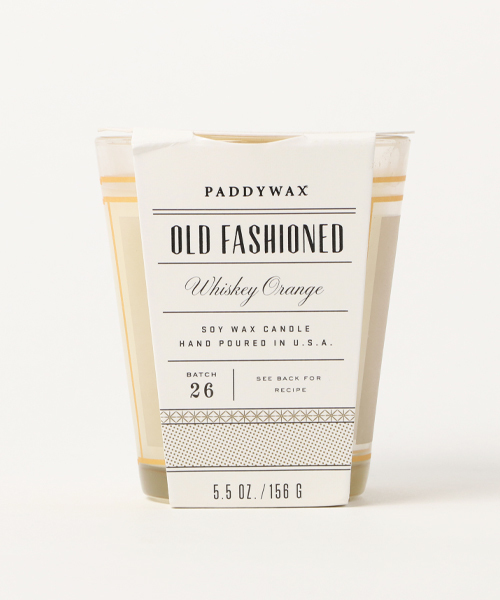 PADDYWAX
OLD FASHIONED
Whiskey Orange
SOY WAX CANDLE
HAND POURED IN U.S.A.
BATCH
26
SEE BACK FOR
RECIPE
5.5 OZ./156 G